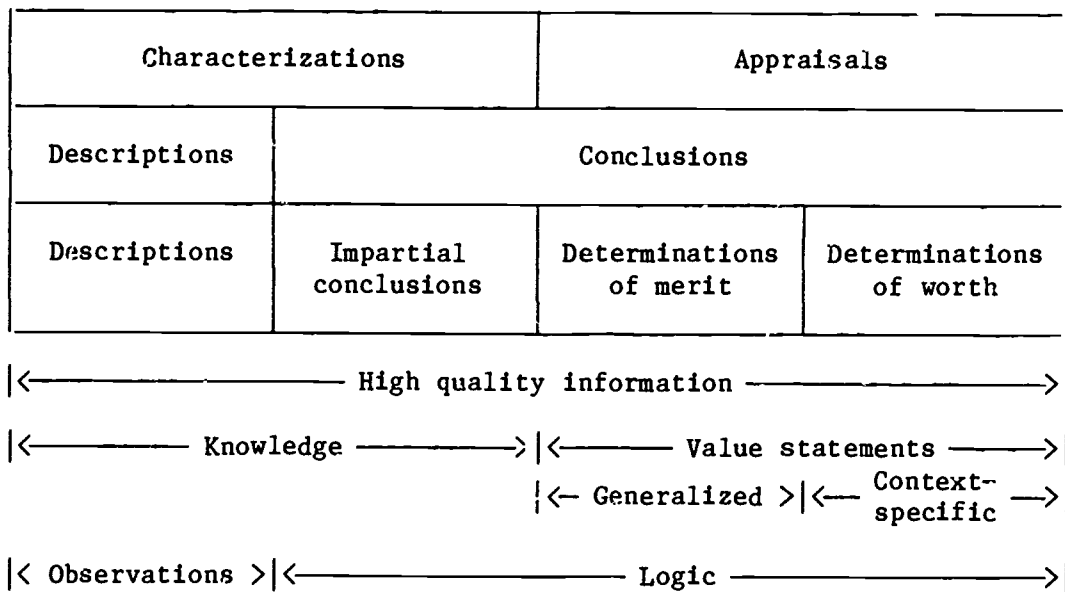 Characterizations Appraisals
Descriptions Conclusions
Descriptions Impartial conclusions Determinations of merit Determinations of worth
High quality information
Knowledge Value statements
Generalized Context-specific
Observations Logic